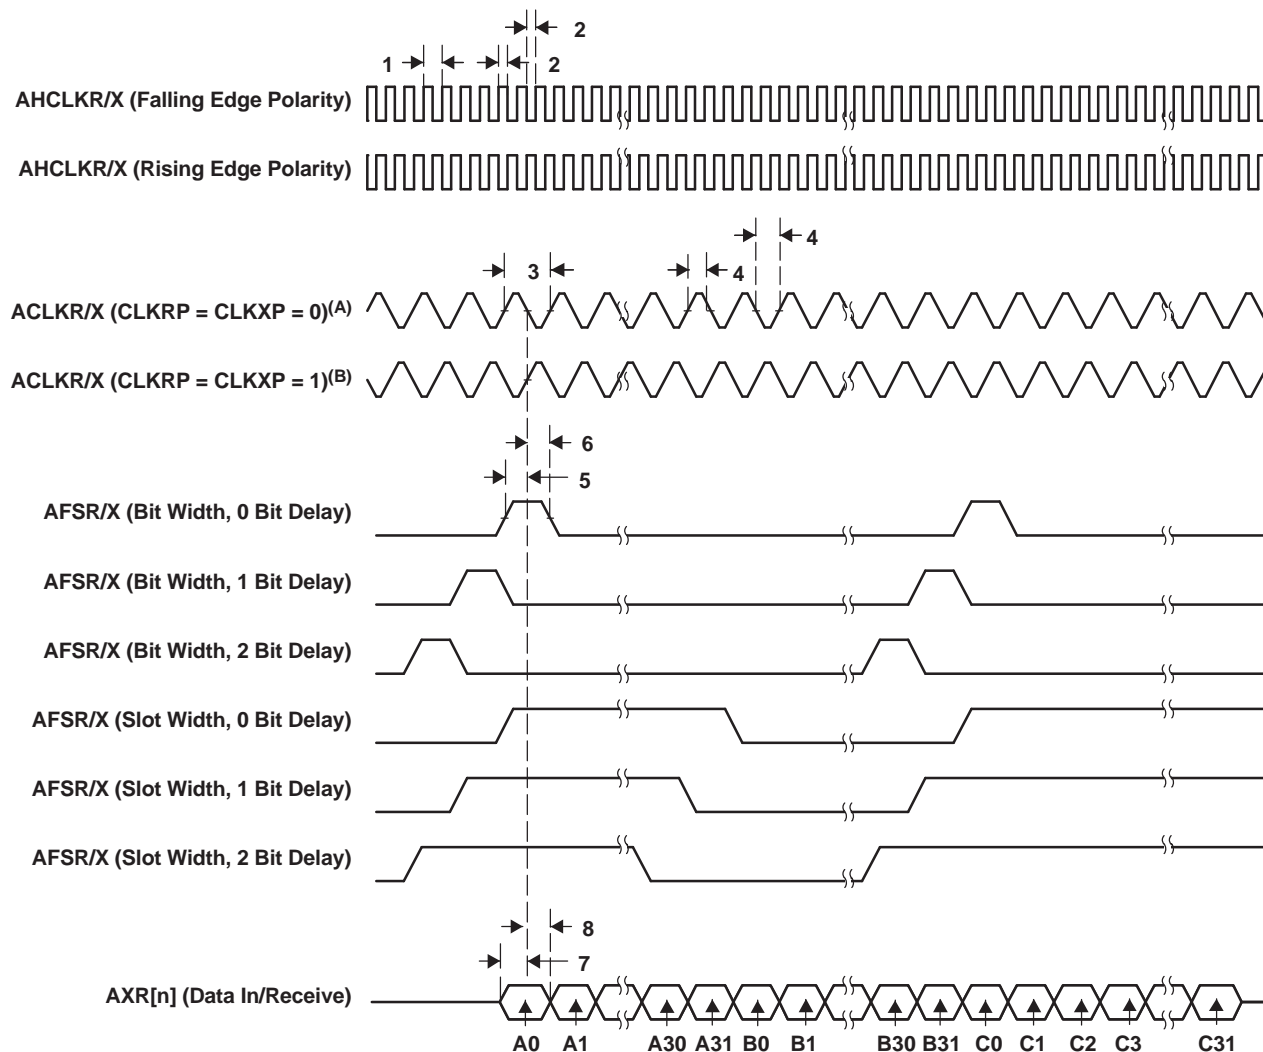 2
1 2
AHCLKR/X (Falling Edge Polarity)
AHCLKR/X (Rising Edge Polarity)
4
3 4
ACLKR/X (CLKRP = CLKXP = 0)(A)
ACLKR/X (CLKRP = CLKXP = 1)(B)
6
5
AFSR/X (Bit Width, 0 Bit Delay)
AFSR/X (Bit Width, 1 Bit Delay)
AFSR/X (Bit Width, 2 Bit Delay)
AFSR/X (Slot Width, 0 Bit Delay)
AFSR/X (Slot Width, 1 Bit Delay)
AFSR/X (Slot Width, 2 Bit Delay)
8
7
AXR[n] (Data In/Receive)
A0 A1 A30 A31 B0 B1 B30 B31 C0 C1 C2 C3 C31